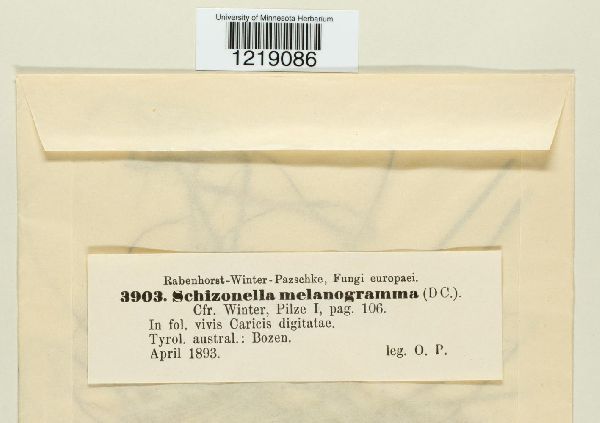 University of Minnesota Herbarium
1219086
Rabenhorst-Winter-Pazschke, Fungi europaei.
3903. Schizonella melanogramma (DC.).
Cfr. Winter, Pilze I, pag. 106.
In fol. vivis Caricis digitatae.
Tyrol. austral.: Bozen.
April 1893. leg. O. P.